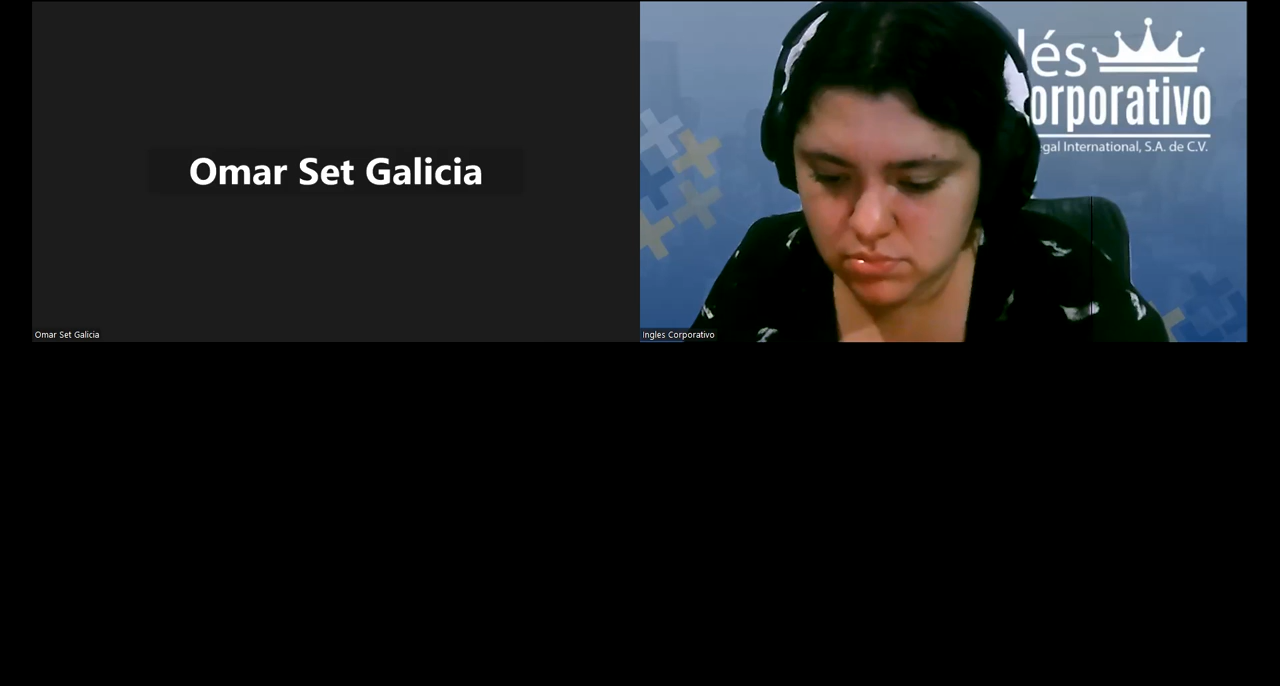 Omar Set Galicia
lés
orporativo
egal International, S.A. de C.V.
Omar Set Galicia
Ingles Corporativo